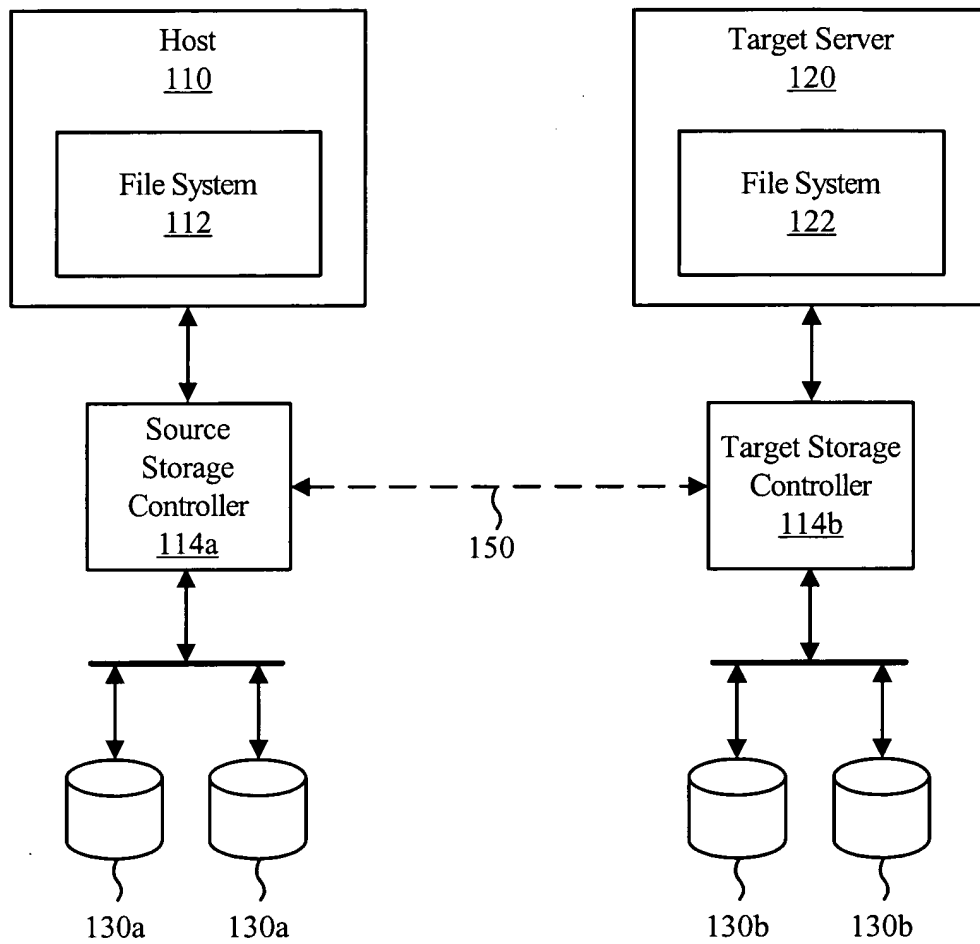 Host
110
File System
112
Target Server
120
File System
122
Source
Storage
Controller
114a
Target Storage
Controller
114b
150
130a
130a
130b
130b